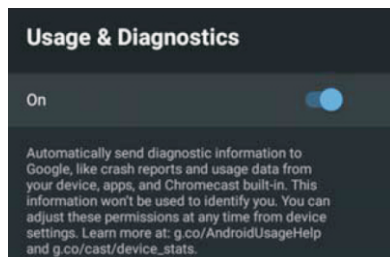 Usage & Diagnostics
On
Automatically send diagnostic information to
Google, like crash reports and usage data from
your device, apps, and Chromecast built-in. This
information won't be used to identify you. You can
adjust these permissions at any time from device
settings. Learn more at: g.co/AndroidUsageHelp
and g.co/cast/device_stats.